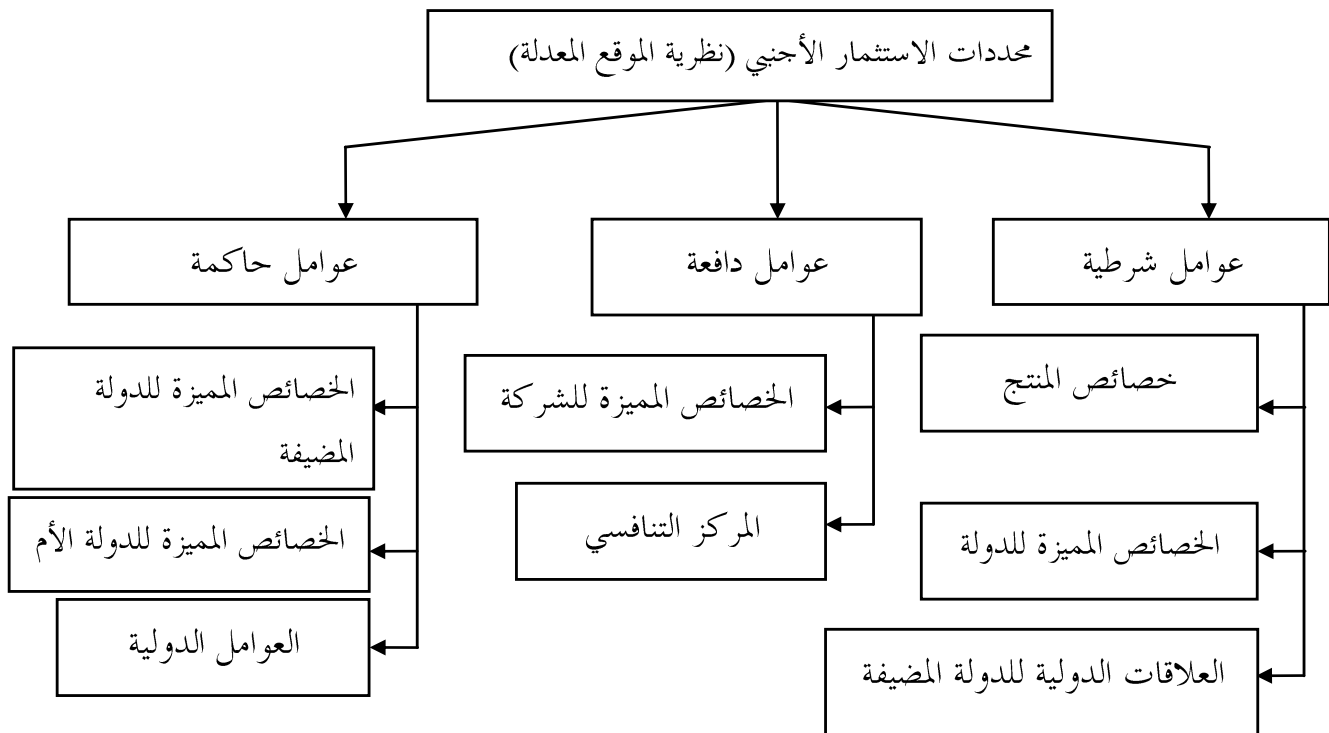 محددات الاستثمار الأجنبي (نظرية الموقع المعدلة)
عوامل شرطية
عوامل دافعة
عوامل حاكمة
خصائص المنتج
الخصائص المميزة للدولة
العلاقات الدولية للدولة المضيفة
الخصائص المميزة للشركة
المركز التنافسي
الخصائص المميزة للدولة
المضيفة
الخصائص المميزة للدولة الأم
العوامل الدولية